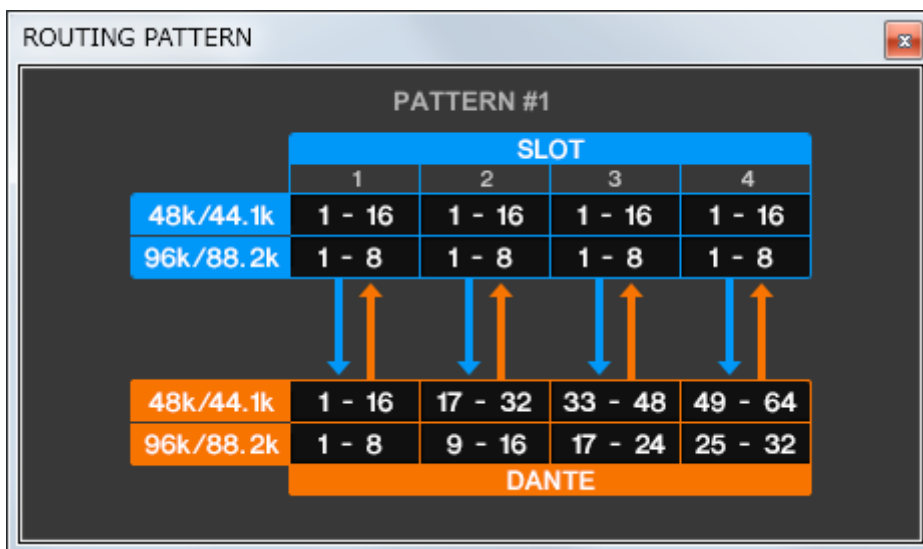 ROUTING PATTERN
x
PATTERN #1
SLOT
1 2 3 4
48k/44.1k 1 - 16 1 - 16 1 - 16 1 - 16
96k/88.2k 1 - 8 1 - 8 1 - 8 1 - 8
48k/44.1k 1 - 16 17 - 32 33 - 48 49 - 64
96k/88.2k 1 - 8 9 - 16 17 - 24 25 - 32
DANTE